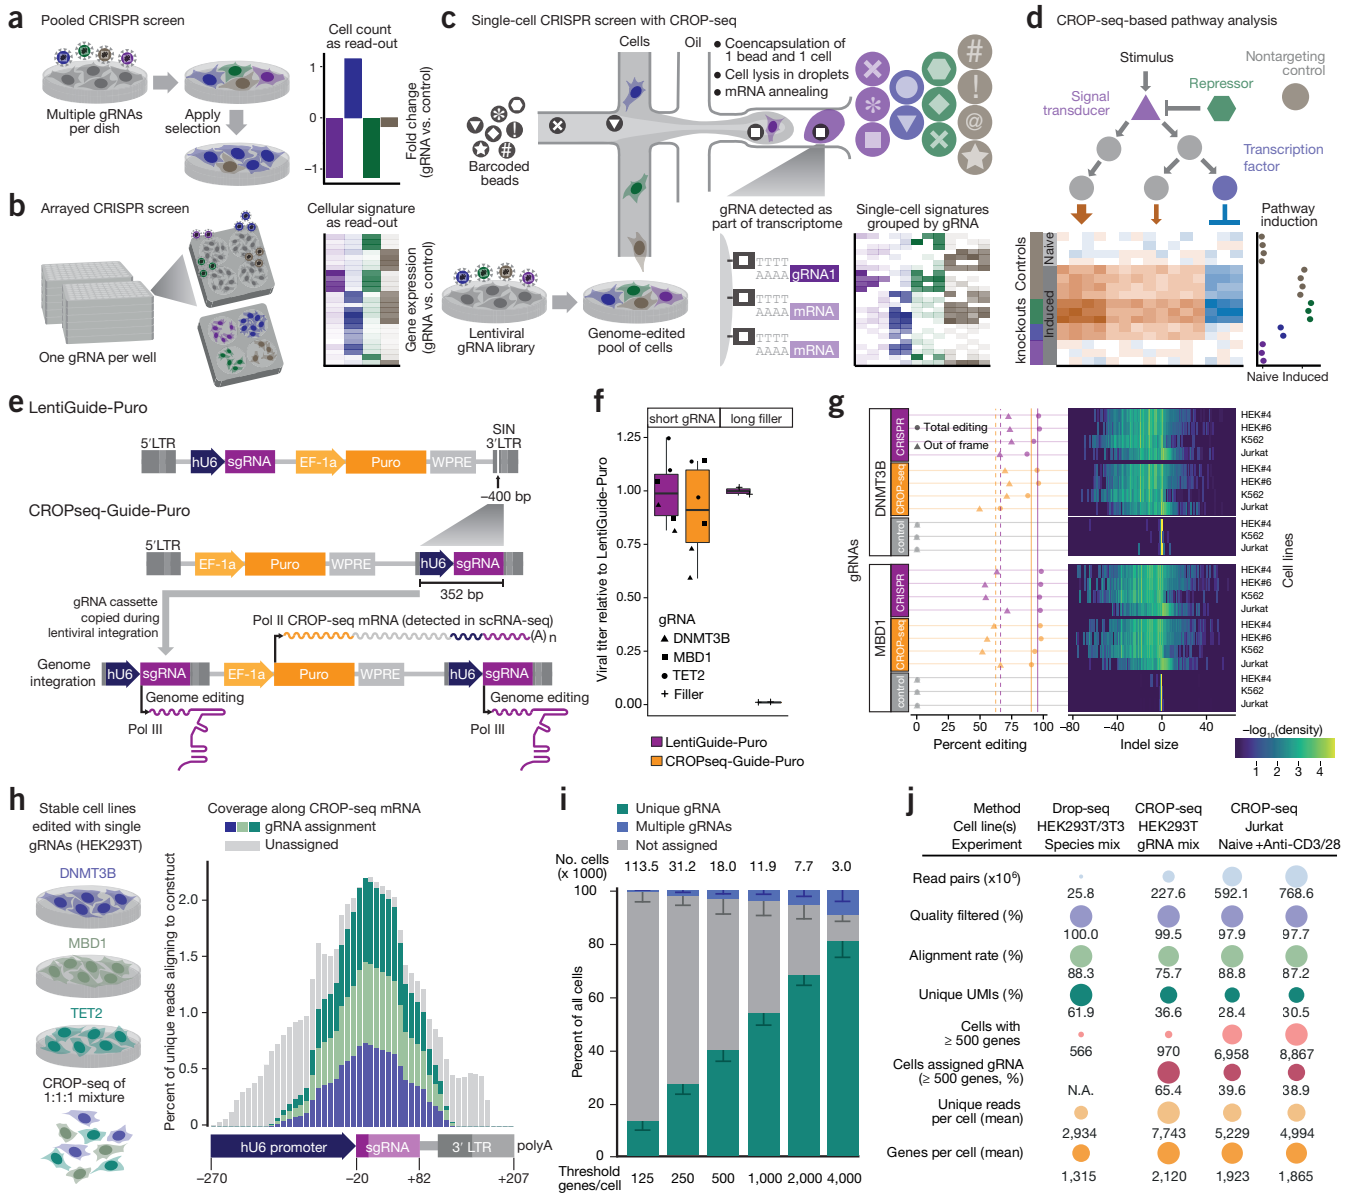 a Pooled CRISPR screen
Multiple gRNAs
per dish
Apply
selection
Cell count
as read-out
1
0
−1
Fold change
(gRNA vs. control)
b Arrayed CRISPR screen
One gRNA per well
Cellular signature
as read-out
Gene expression
(gRNA vs. control)
c Single-cell CRISPR screen with CROP-seq
Cells
Oil
● Coencapsulation of
1 bead and 1 cell
● Cell lysis in droplets
● mRNA annealing
Barcoded
beads
! # @
Lentiviral
gRNA library
Genome-edited
pool of cells
gRNA detected as
part of transcriptome
TTTT
AAAA gRNA1
TTTT
AAAA mRNA
TTTT
AAAA mRNA
Single-cell signatures
grouped by gRNA
d CROP-seq-based pathway analysis
Stimulus
Nontargeting
control
Repressor
Signal
transducer
Transcription
factor
Pathway
induction
Controls
knockouts
Naive
Induced
Naive Induced
e LentiGuide-Puro
5′LTR
hU6
sgRNA
EF-1a
Puro
WPRE
SIN
3′LTR
−400 bp
CROPseq-Guide-Puro
5′LTR
EF-1a
Puro
WPRE
hU6
sgRNA
352 bp
gRNA cassette
copied during
lentiviral integration
Pol II CROP-seq mRNA (detected in scRNA-seq)
(A) n
Genome
integration
hU6
sgRNA
EF-1a
Puro
WPRE
hU6
sgRNA
Genome editing
Pol III
Genome editing
Pol III
f
short gRNA
long filler
1.25
1.00
0.75
0.50
0.25
0.00
Viral titer relative to LentiGuide-Puro
gRNA
▲ DNMT3B
■ MBD1
● TET2
+ Filler
LentiGuide-Puro
CROPseq-Guide-Puro
g
gRNAs
DNMT3B
CRISPR
CROP-seq
control
MBD1
CRISPR
CROP-seq
control
● Total editing
▲ Out of frame
HEK#4
HEK#6
K562
Jurkat
HEK#4
HEK#6
K562
Jurkat
HEK#4
K562
Jurkat
HEK#4
HEK#6
K562
Jurkat
HEK#4
HEK#6
K562
Jurkat
HEK#4
K562
Jurkat
Cell lines
0 25 50 75 100
Percent editing
−80 −40 0 40
Indel size
−log10(density)
1 2 3 4
h Stable cell lines
edited with single
gRNAs (HEK293T)
DNMT3B
MBD1
TET2
CROP-seq of
1:1:1 mixture
Coverage along CROP-seq mRNA
gRNA assignment
Unassigned
Percent of unique reads aligning to construct
2.0
1.5
1.0
0.5
0
hU6 promoter
sgRNA
3′ LTR
polyA
−270 −20 +82 +207
i
Unique gRNA
Multiple gRNAs
Not assigned
No. cells
(x 1000)
113.5 31.2 18.0 11.9 7.7 3.0
100
80
60
40
20
0
Percent of all cells
Threshold
genes/cell
125 250 500 1,000 2,000 4,000
j
Method Drop-seq CROP-seq CROP-seq
Cell line(s) HEK293T/3T3 HEK293T Jurkat
Experiment Species mix gRNA mix Naive +Anti-CD3/28
Read pairs (x10⁶)
25.8 227.6 592.1 768.6
Quality filtered (%)
100.0 99.5 97.9 97.7
Alignment rate (%)
88.3 75.7 88.8 87.2
Unique UMIs (%)
61.9 36.6 28.4 30.5
Cells with
≥ 500 genes
566 970 6,958 8,867
Cells assigned gRNA
(≥ 500 genes, %)
N.A. 65.4 39.6 38.9
Unique reads
per cell (mean)
2,934 7,743 5,229 4,994
Genes per cell (mean)
1,315 2,120 1,923 1,865